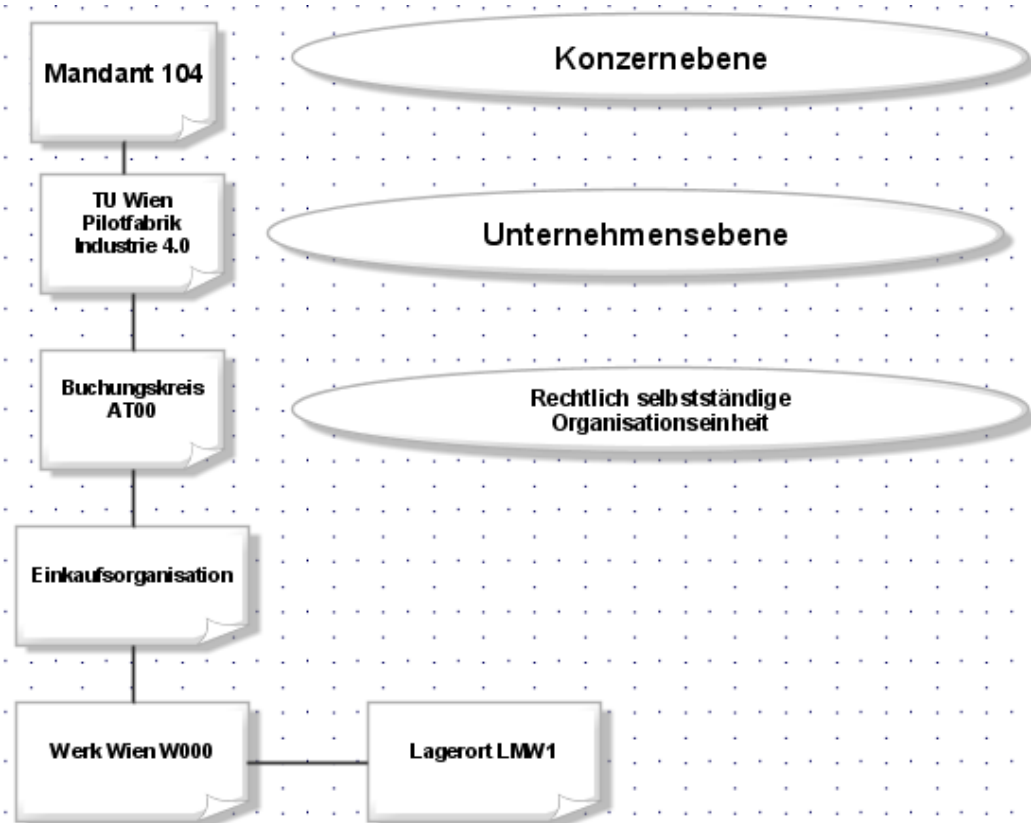 Mandant 104
Konzernebene
TU Wien
Pilotfabrik
Industrie 4.0
Unternehmensebene
Buchungskreis
AT00
Rechtlich selbstständige
Organisationseinheit
Einkaufsorganisation
Werk Wien W000
Lagerort LMW1